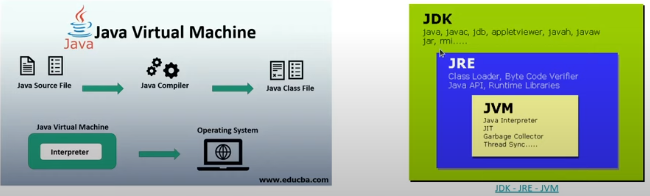 Java
Java Virtual Machine
Java Source File
Java Compiler
Java Class File
Java Virtual Machine
Interpreter
Operating System
www.educba.com
JDK
java, javac, jdb, appletviewer, javah, javaw
jar, rmi.....
JRE
Class Loader, Byte Code Verifier
Java API, Runtime Libraries
JVM
Java Interpreter
JIT
Garbage Collector
Thread Sync.....
JDK - JRE - JVM